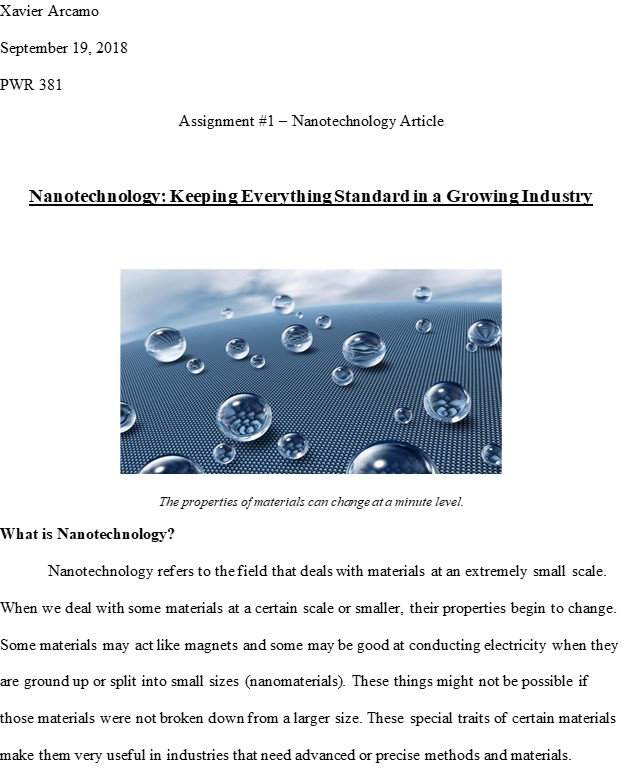 Xavier Arcamo
September 19, 2018
PWR 381
Assignment #1 – Nanotechnology Article
Nanotechnology: Keeping Everything Standard in a Growing Industry
The properties of materials can change at a minute level.
What is Nanotechnology?
Nanotechnology refers to the field that deals with materials at an extremely small scale.
When we deal with some materials at a certain scale or smaller, their properties begin to change.
Some materials may act like magnets and some may be good at conducting electricity when they
are ground up or split into small sizes (nanomaterials). These things might not be possible if
those materials were not broken down from a larger size. These special traits of certain materials
make them very useful in industries that need advanced or precise methods and materials.